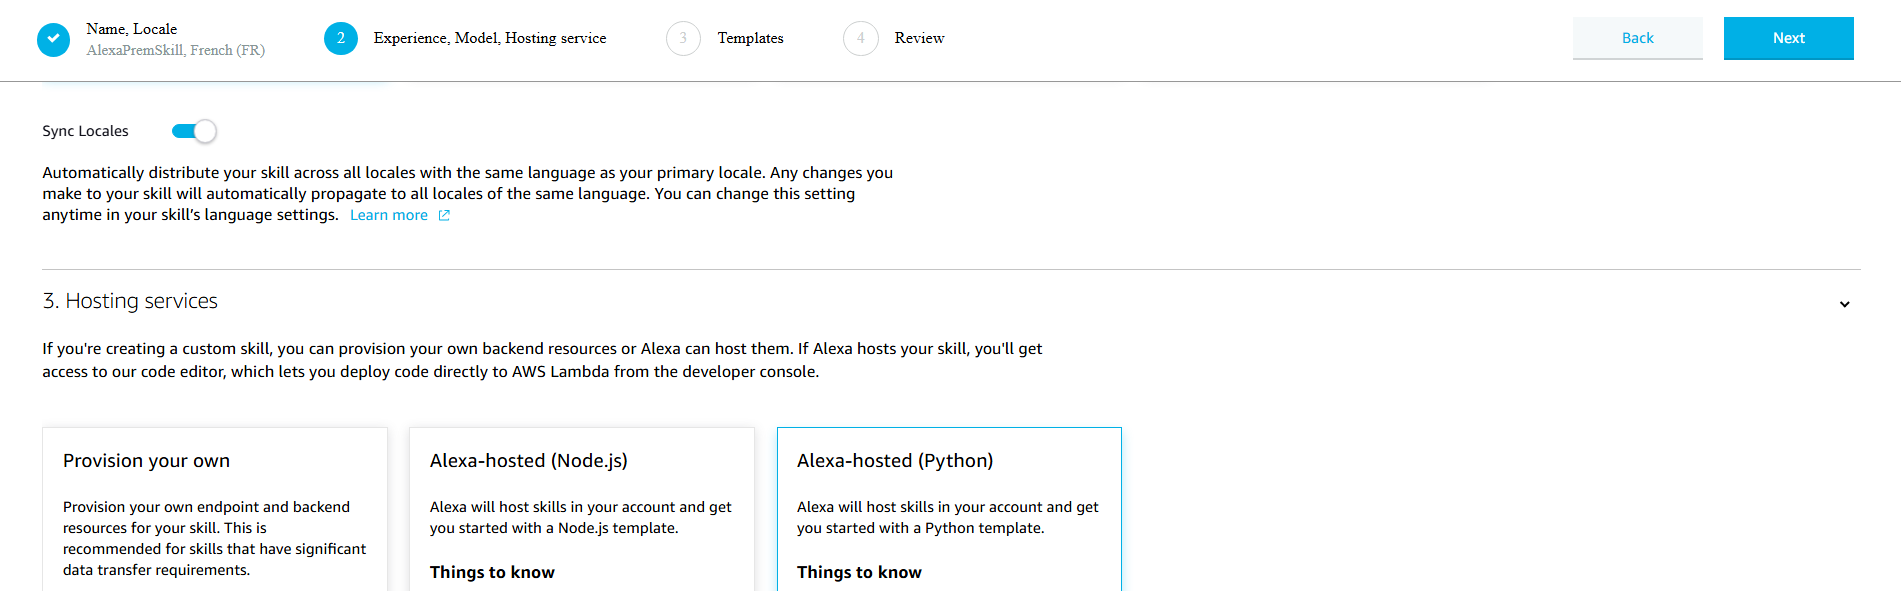 Name, Locale
AlexaPremSkill, French (FR)
2
Experience, Model, Hosting service
3
Templates
4
Review
Back
Next
Sync Locales
Automatically distribute your skill across all locales with the same language as your primary locale. Any changes you
make to your skill will automatically propagate to all locales of the same language. You can change this setting
anytime in your skill's language settings. Learn more
3. Hosting services
If you're creating a custom skill, you can provision your own backend resources or Alexa can host them. If Alexa hosts your skill, you'll get
access to our code editor, which lets you deploy code directly to AWS Lambda from the developer console.
Provision your own
Provision your own endpoint and backend
resources for your skill. This is
recommended for skills that have significant
data transfer requirements.
Alexa-hosted (Node.js)
Alexa will host skills in your account and get
you started with a Node.js template.
Things to know
Alexa-hosted (Python)
Alexa will host skills in your account and get
you started with a Python template.
Things to know